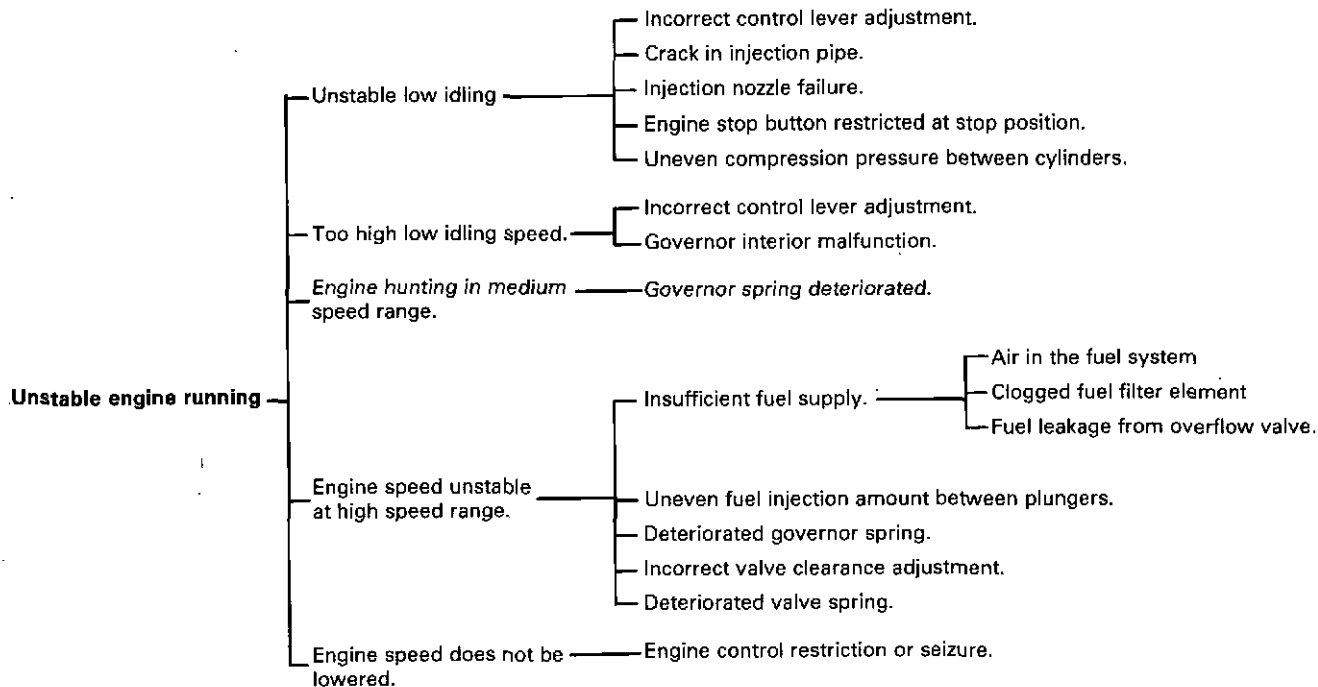 Incorrect control lever adjustment.
Crack in injection pipe.
Unstable low idling
Injection nozzle failure.
Engine stop button restricted at stop position.
Uneven compression pressure between cylinders.
Incorrect control lever adjustment.
Too high low idling speed.
Governor interior malfunction.
Engine hunting in medium
speed range.
Governor spring deteriorated.
Unstable engine running
Insufficient fuel supply.
Air in the fuel system
Clogged fuel filter element
Fuel leakage from overflow valve.
Engine speed unstable
at high speed range.
Uneven fuel injection amount between plungers.
Deteriorated governor spring.
Incorrect valve clearance adjustment.
Deteriorated valve spring.
Engine speed does not be
lowered.
Engine control restriction or seizure.